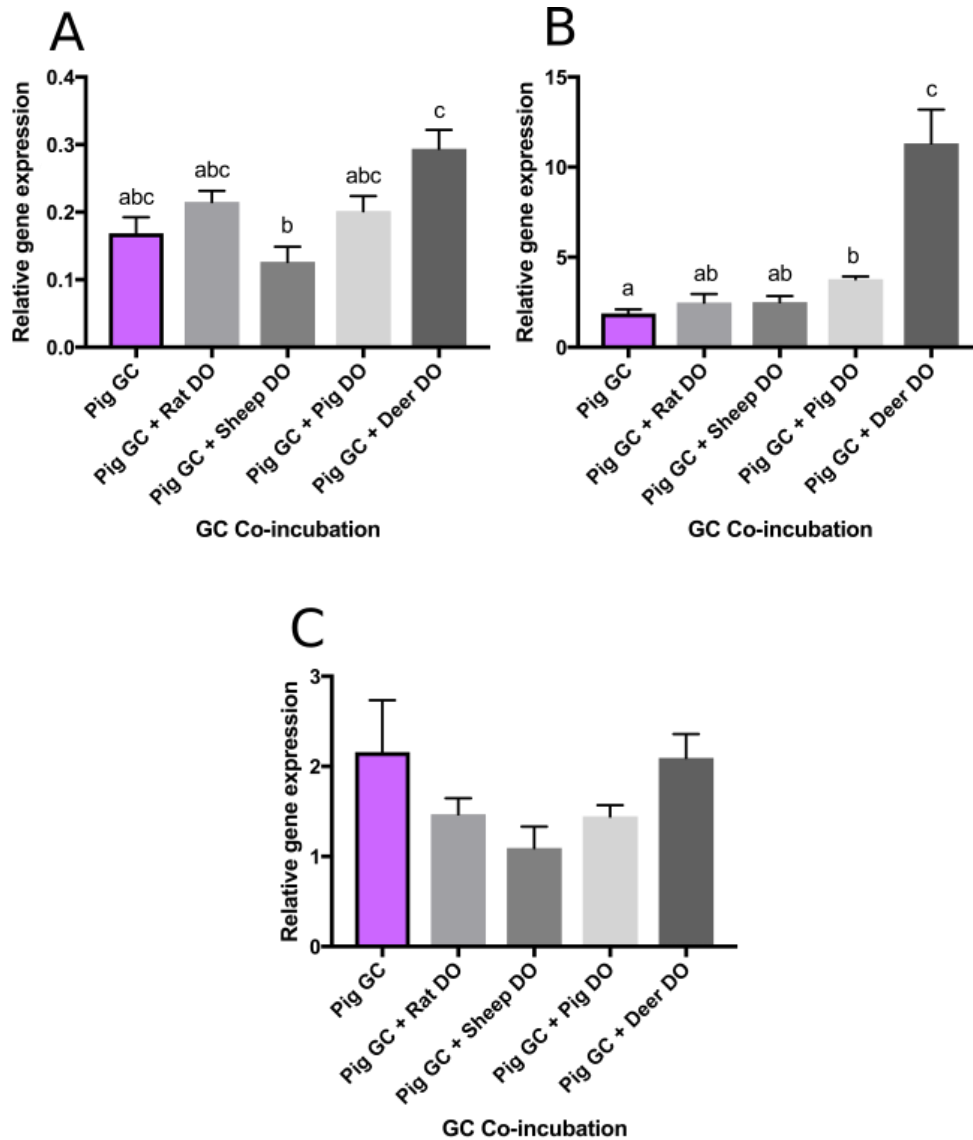 A
Relative gene expression
0.4
0.3
0.2
0.1
0.0
abc
abc
b
abc
c
Pig GC
Pig GC + Rat DO
Pig GC + Sheep DO
Pig GC + Pig DO
Pig GC + Deer DO
GC Co-incubation
B
Relative gene expression
15
10
5
0
a
ab
ab
b
c
Pig GC
Pig GC + Rat DO
Pig GC + Sheep DO
Pig GC + Pig DO
Pig GC + Deer DO
GC Co-incubation
C
Relative gene expression
3
2
1
0
Pig GC
Pig GC + Rat DO
Pig GC + Sheep DO
Pig GC + Pig DO
Pig GC + Deer DO
GC Co-incubation